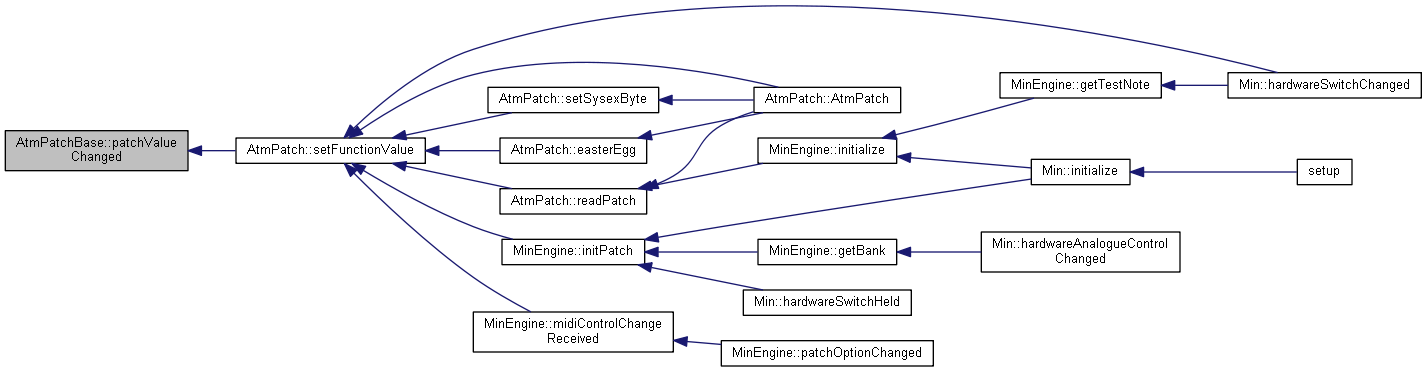 AtmPatchBase::patchValue
Changed
AtmPatch::setFunctionValue
AtmPatch::setSysexByte
AtmPatch::easterEgg
AtmPatch::readPatch
MinEngine::initPatch
MinEngine::midiControlChange
Received
AtmPatch::AtmPatch
MinEngine::initialize
MinEngine::getBank
Min::hardwareSwitchHeld
MinEngine::patchOptionChanged
MinEngine::getTestNote
Min::initialize
Min::hardwareAnalogueControl
Changed
Min::hardwareSwitchChanged
setup